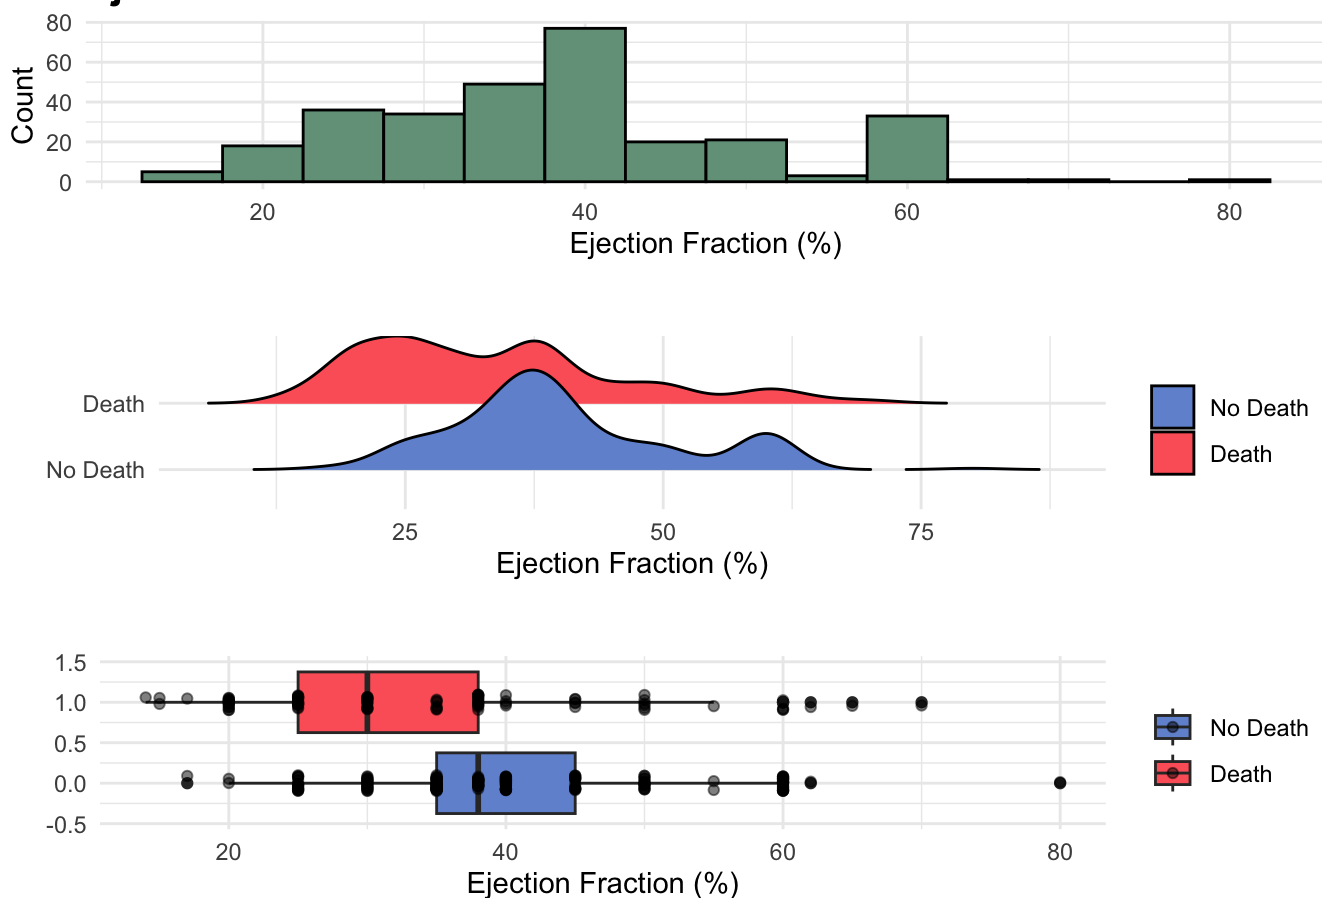 80
60
40
20
0
Count
20 40 60 80
Ejection Fraction (%)
Death
No Death
25 50 75
Ejection Fraction (%)
No Death
Death
1.5
1.0
0.5
0.0
-0.5
20 40 60 80
Ejection Fraction (%)
No Death
Death